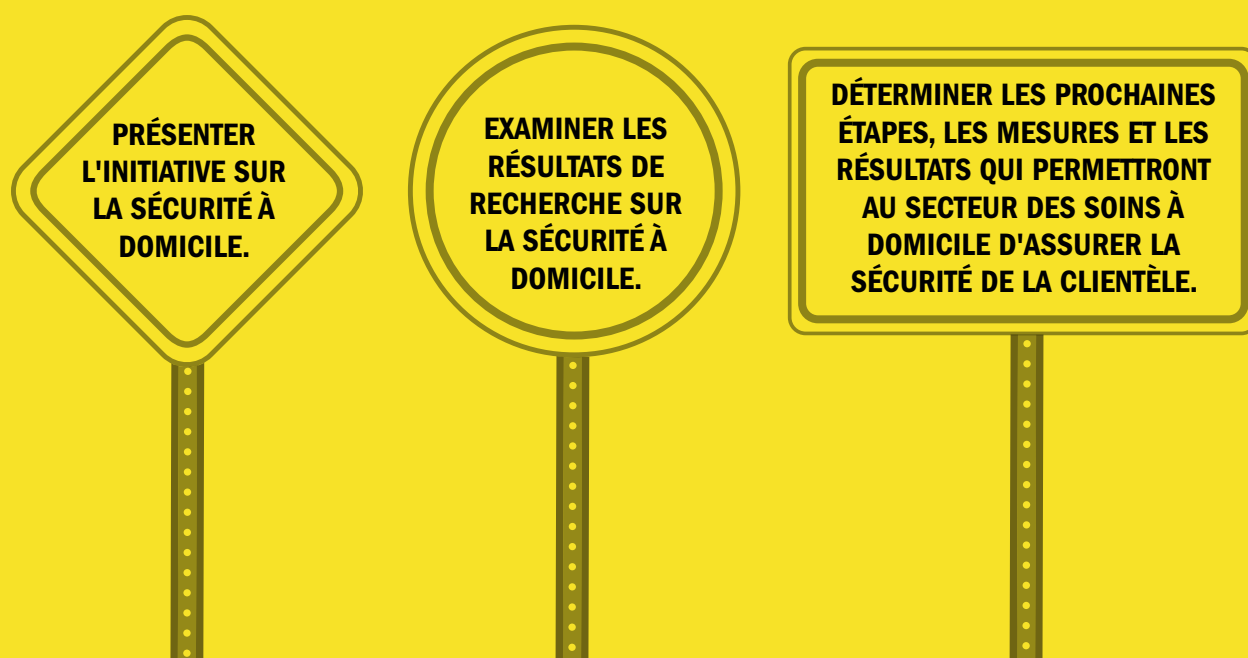 PRÉSENTER
L'INITIATIVE SUR
LA SÉCURITÉ À
DOMICILE.
EXAMINER LES
RÉSULTATS DE
RECHERCHE SUR
LA SÉCURITÉ À
DOMICILE.
DÉTERMINER LES PROCHAINES
ÉTAPES, LES MESURES ET LES
RÉSULTATS QUI PERMETTRONT
AU SECTEUR DES SOINS À
DOMICILE D'ASSURER LA
SÉCURITÉ DE LA CLIENTÈLE.